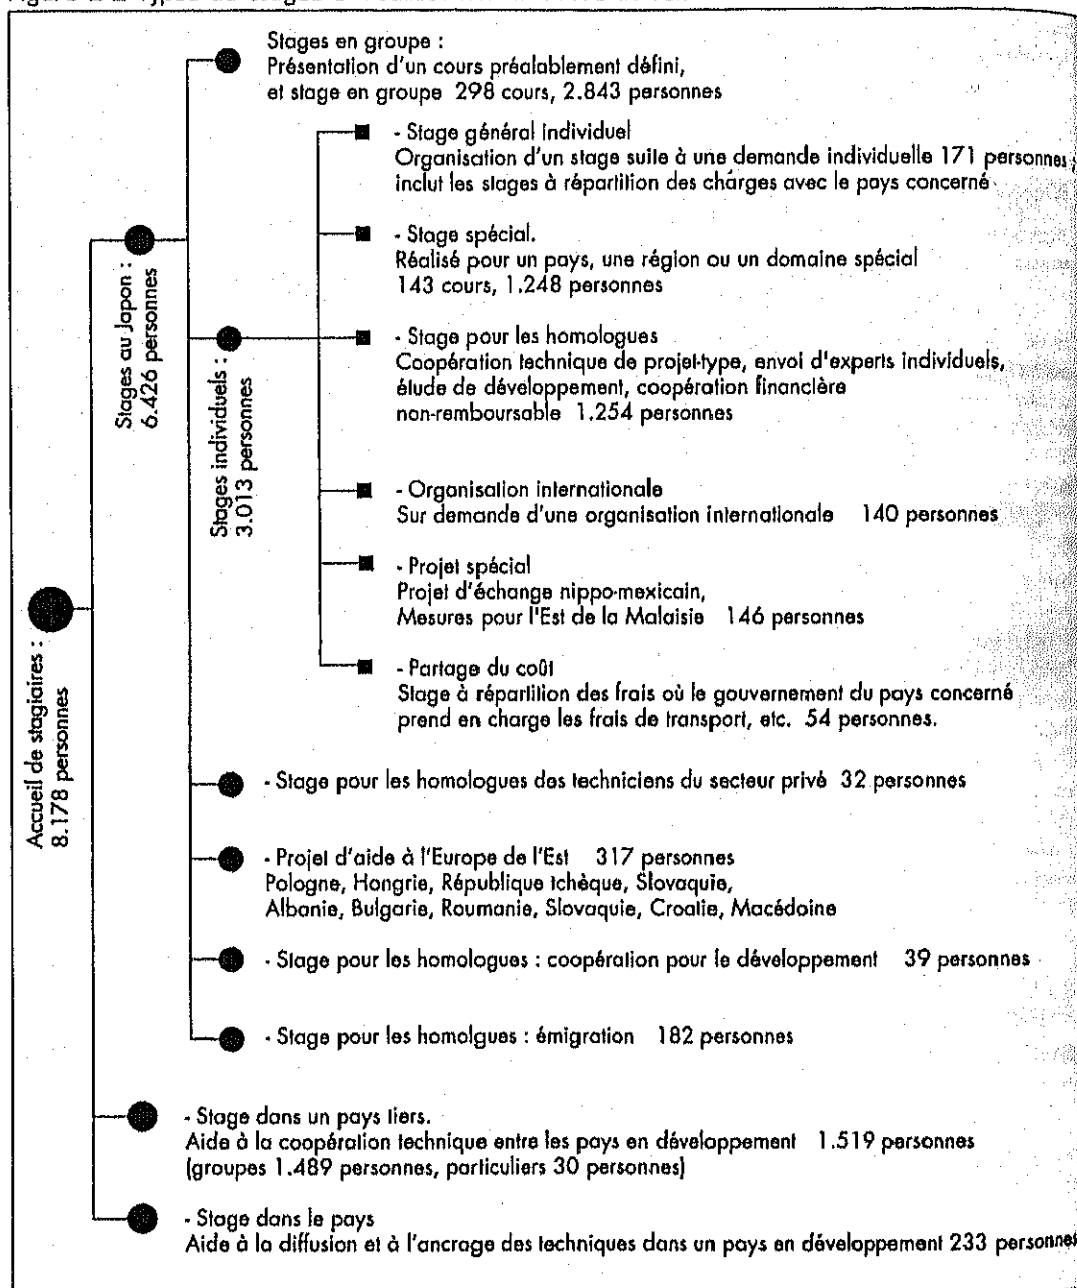 Stages en groupe :
Présentation d'un cours préalablement défini,
et stage en groupe 298 cours, 2.843 personnes
- Stage général individuel
Organisation d'un stage suite à une demande individuelle 171 personnes,
inclut les stages à répartition des charges avec le pays concerné
- Stage spécial.
Réalisé pour un pays, une région ou un domaine spécial
143 cours, 1.248 personnes
Stages au Japon :
6.426 personnes
- Stage pour les homologues
Coopération technique de projet-type, envoi d'experts individuels,
étude de développement, coopération financière
non-remboursable 1.254 personnes
Stages individuels :
3.013 personnes
- Organisation internationale
Sur demande d'une organisation internationale 140 personnes
- Projet spécial
Projet d'échange nippo-mexicain,
Mesures pour l'Est de la Malaisie 146 personnes
- Partage du coût
Stage à répartition des frais où le gouvernement du pays concerné
prend en charge les frais de transport, etc. 54 personnes.
Accueil de stagiaires :
8.178 personnes
- Stage pour les homologues des techniciens du secteur privé 32 personnes
- Projet d'aide à l'Europe de l'Est 317 personnes
Pologne, Hongrie, République tchèque, Slovaquie,
Albanie, Bulgarie, Roumanie, Slovaquie, Croatie, Macédoine
- Stage pour les homologues : coopération pour le développement 39 personnes
- Stage pour les homolgues : émigration 182 personnes
- Stage dans un pays tiers.
Aide à la coopération technique entre les pays en développement 1.519 personnes
(groupes 1.489 personnes, particuliers 30 personnes)
- Stage dans le pays
Aide à la diffusion et à l'ancrage des techniques dans un pays en développement 233 personnes